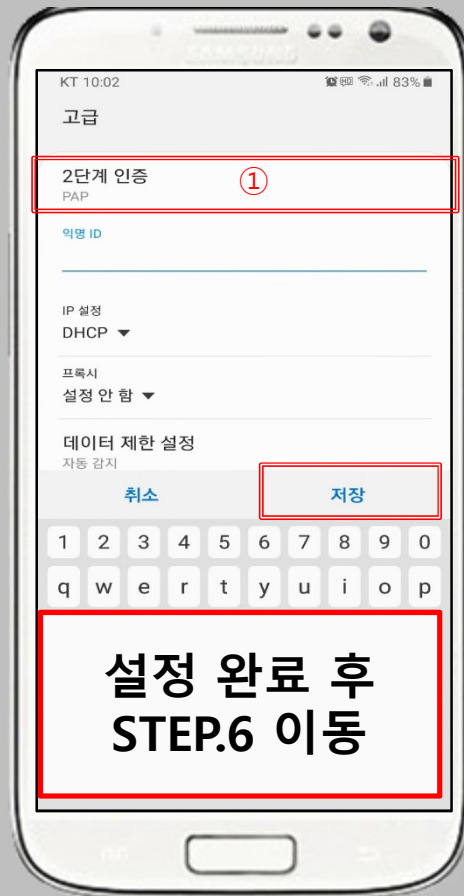 SAMSUNG
KT 10:02 83%
고급
2단계 인증 ①
PAP
익명 ID
IP 설정
DHCP
프록시
설정 안 함
데이터 제한 설정
자동 감지
취소 저장
1 2 3 4 5 6 7 8 9 0
q w e r t y u i o p
설정 완료 후
STEP.6 이동